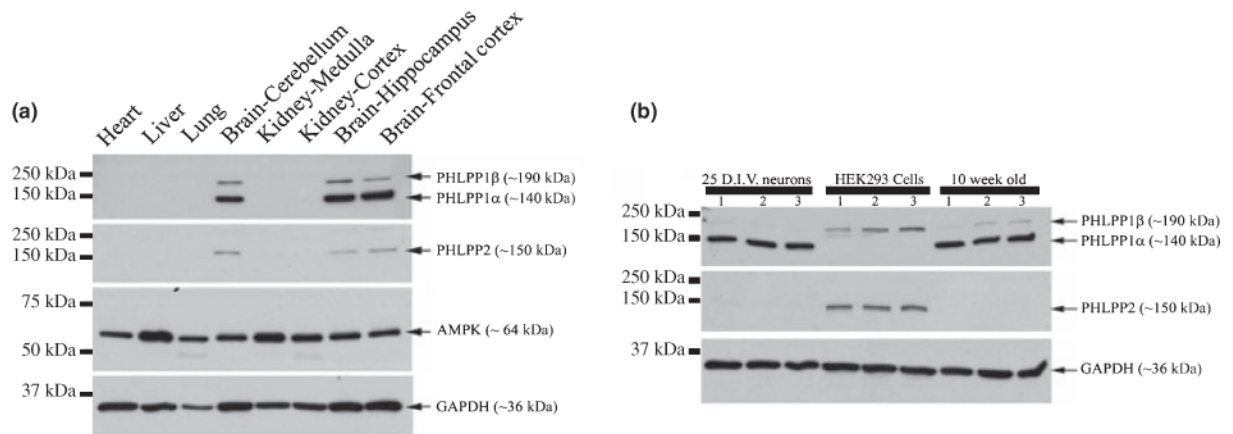 (a)
Heart
Liver
Lung
Brain-Cerebellum
Kidney-Medulla
Kidney-Cortex
Brain-Hippocampus
Brain-Frontal cortex
250 kDa
150 kDa
PHLPP1β (~190 kDa)
PHLPP1α (~140 kDa)
250 kDa
150 kDa
PHLPP2 (~150 kDa)
75 kDa
50 kDa
AMPK (~ 64 kDa)
37 kDa
GAPDH (~36 kDa)
(b)
25 D.I.V. neurons HEK293 Cells 10 week old
1 2 3 1 2 3 1 2 3
250 kDa
150 kDa
PHLPP1β (~190 kDa)
PHLPP1α (~140 kDa)
250 kDa
150 kDa
PHLPP2 (~150 kDa)
37 kDa
GAPDH (~36 kDa)